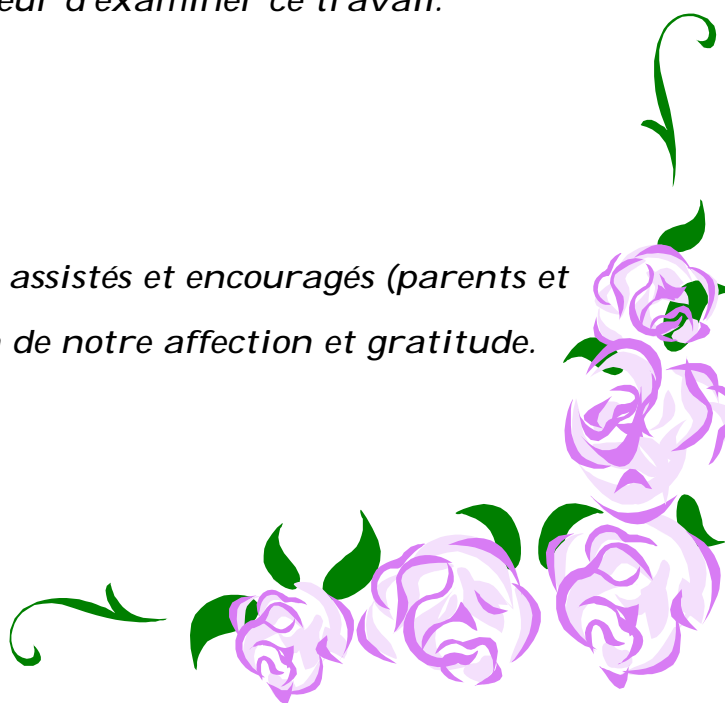 eur d'examiner ce travail.
assistés et encouragés (parents et
de notre affection et gratitude.